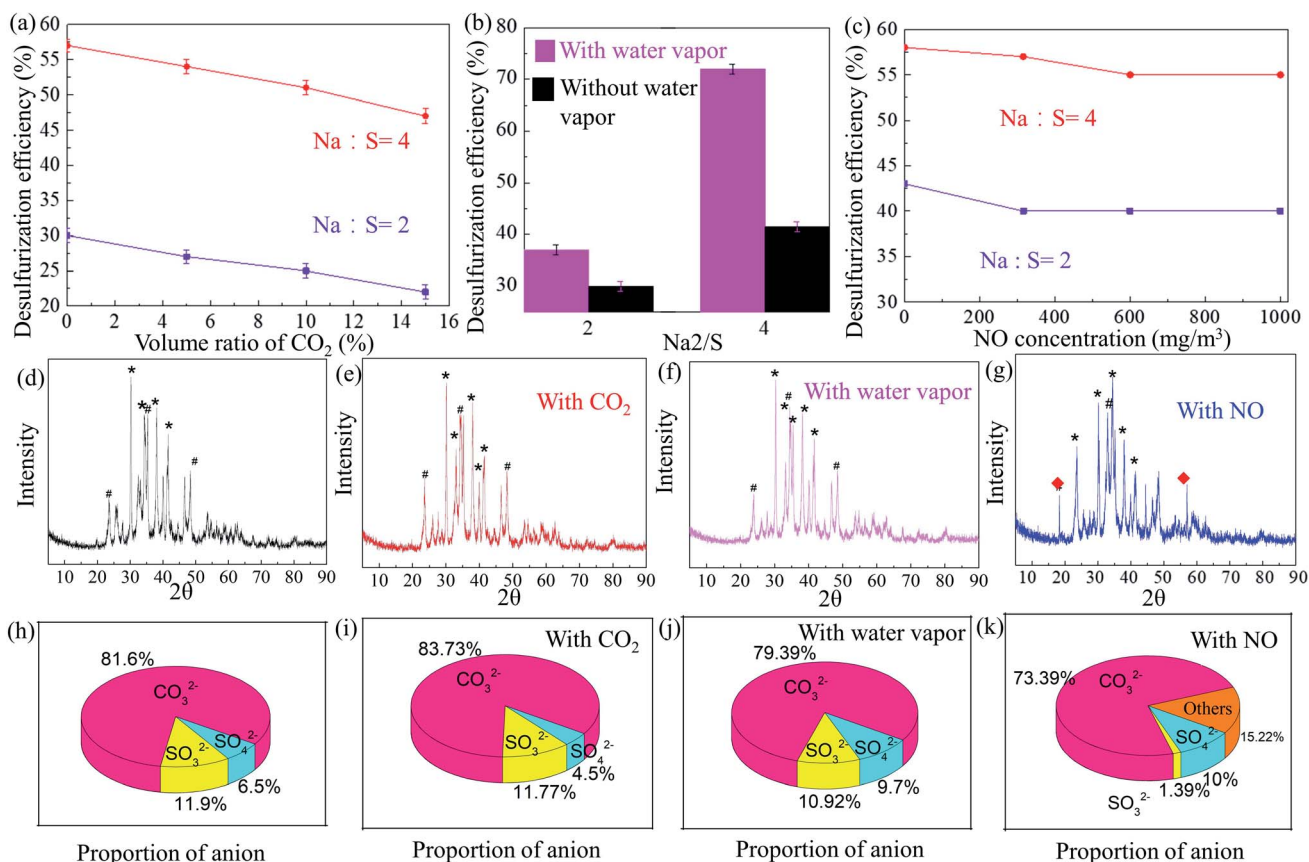 (a)
Desulfurization efficiency (%)
60
55
50
45
40
35
30
25
20
Na : S= 4
Na : S= 2
0 2 4 6 8 10 12 14 16
Volume ratio of CO₂ (%)
(b)
Desulfurization efficiency (%)
80
70
60
50
40
30
With water vapor
Without water
vapor
2 4
Na2/S
(c)
Desulfurization efficiency (%)
60
55
50
45
40
35
30
Na : S= 4
Na : S= 2
0 200 400 600 800 1000
NO concentration (mg/m³)
(d)
Intensity
# * * # * * #
10 20 30 40 50 60 70 80 90
2θ
(e)
With CO₂
Intensity
# * * # * * * #
10 20 30 40 50 60 70 80 90
2θ
(f)
With water vapor
Intensity
# * * # * * * #
10 20 30 40 50 60 70 80 90
2θ
(g)
With NO
Intensity
# * * # * * *
10 20 30 40 50 60 70 80 90
2θ
(h)
81.6%
CO₃²⁻
SO₃²⁻
SO₄²⁻
6.5%
11.9%
Proportion of anion
(i)
With CO₂
83.73%
CO₃²⁻
SO₃²⁻
SO₄²⁻
4.5%
11.77%
Proportion of anion
(j)
With water vapor
79.39%
CO₃²⁻
SO₃²⁻
SO₄²⁻
9.7%
10.92%
Proportion of anion
(k)
With NO
73.39%
CO₃²⁻
Others
SO₄²⁻
15.22%
10%
1.39%
SO₃²⁻
Proportion of anion